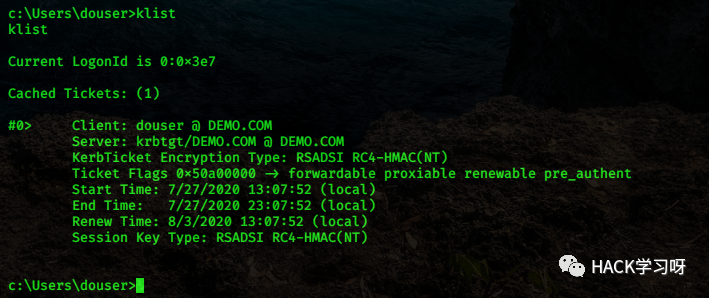 c:\Users\douser>klist
klist
Current LogonId is 0:0×3e7
Cached Tickets: (1)
#0> Client: douser @ DEMO.COM
Server: krbtgt/DEMO.COM @ DEMO.COM
KerbTicket Encryption Type: RSADSI RC4-HMAC(NT)
Ticket Flags 0×50a00000 → forwardable proxiable renewable pre_authent
Start Time: 7/27/2020 13:07:52 (local)
End Time: 7/27/2020 23:07:52 (local)
Renew Time: 8/3/2020 13:07:52 (local)
Session Key Type: RSADSI RC4-HMAC(NT)
c:\Users\douser>
HACK学习呀